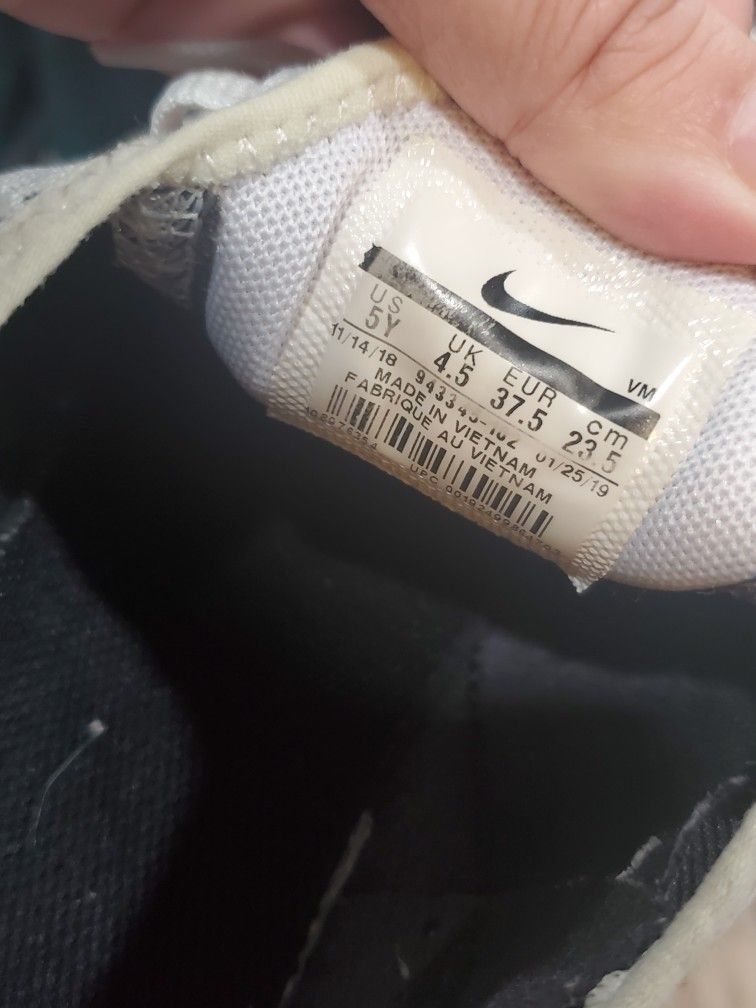 VM
US UK EUR cm
5Y 4.5 37.5 23.5
11/14/18 01/25/19
MADE IN VIETNAM
FABRIQUE AU VIETNAM
UPC